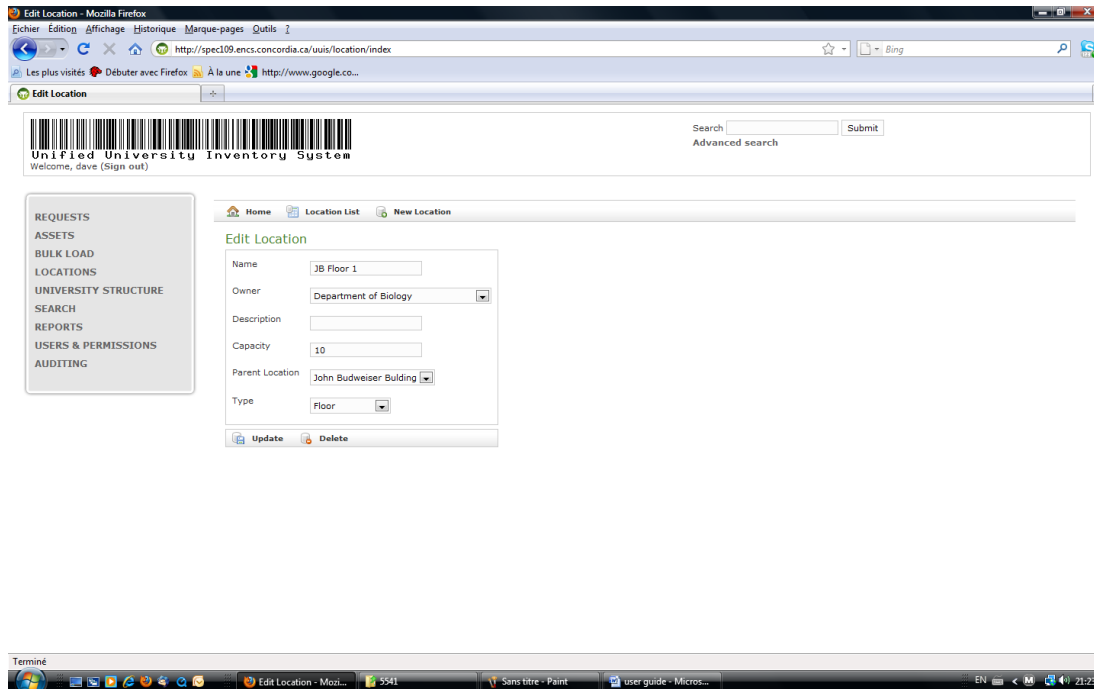 Edit Location - Mozilla Firefox
Fichier Édition Affichage Historique Marque-pages Outils ?
http://spec109.encs.concordia.ca/uuis/location/index
Bing
Les plus visités Débuter avec Firefox À la une http://www.google.co...
Edit Location
Unified University Inventory System
Welcome, dave (Sign out)
Search Submit
Advanced search
REQUESTS
ASSETS
BULK LOAD
LOCATIONS
UNIVERSITY STRUCTURE
SEARCH
REPORTS
USERS & PERMISSIONS
AUDITING
Home Location List New Location
Edit Location
Name JB Floor 1
Owner Department of Biology
Description
Capacity 10
Parent Location John Budweiser Bulding
Type Floor
Update Delete
Terminé
Edit Location - Mozi... 5541 Sans titre - Paint user guide - Micros... EN 21:23